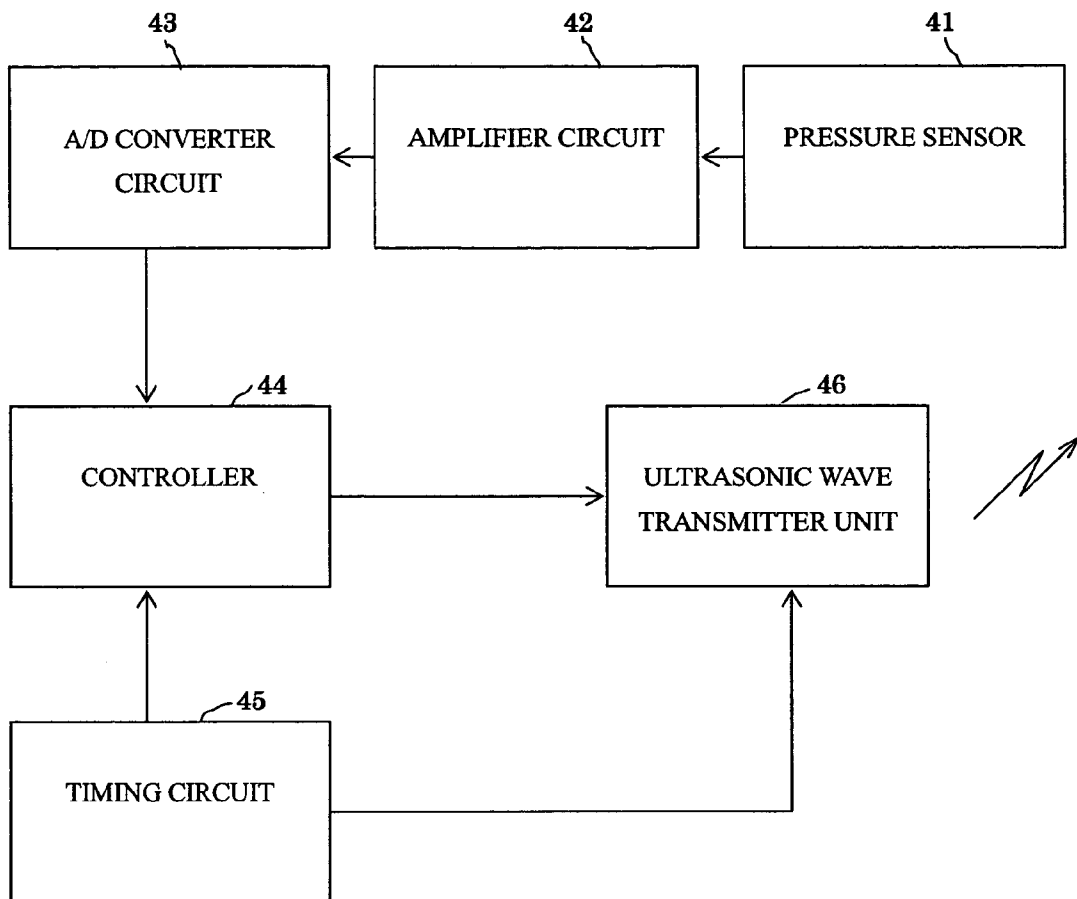 43
42
41
A/D CONVERTER
CIRCUIT
AMPLIFIER CIRCUIT
PRESSURE SENSOR
44
46
CONTROLLER
ULTRASONIC WAVE
TRANSMITTER UNIT
45
TIMING CIRCUIT